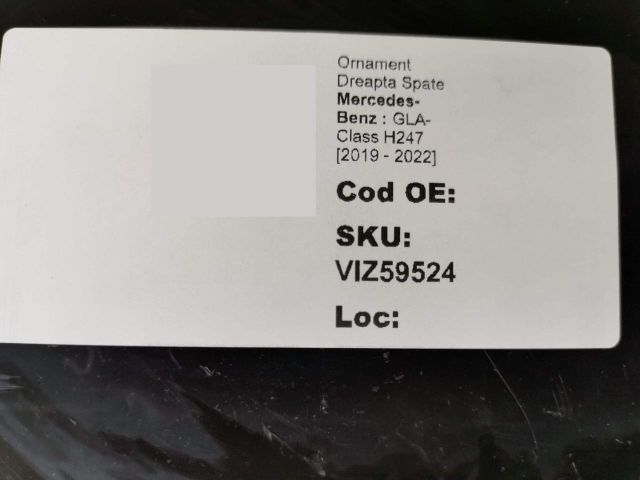 Ornament
Dreapta Spate
Mercedes-
Benz : GLA-
Class H247
[2019 - 2022]
Cod OE:
SKU:
VIZ59524
Loc: